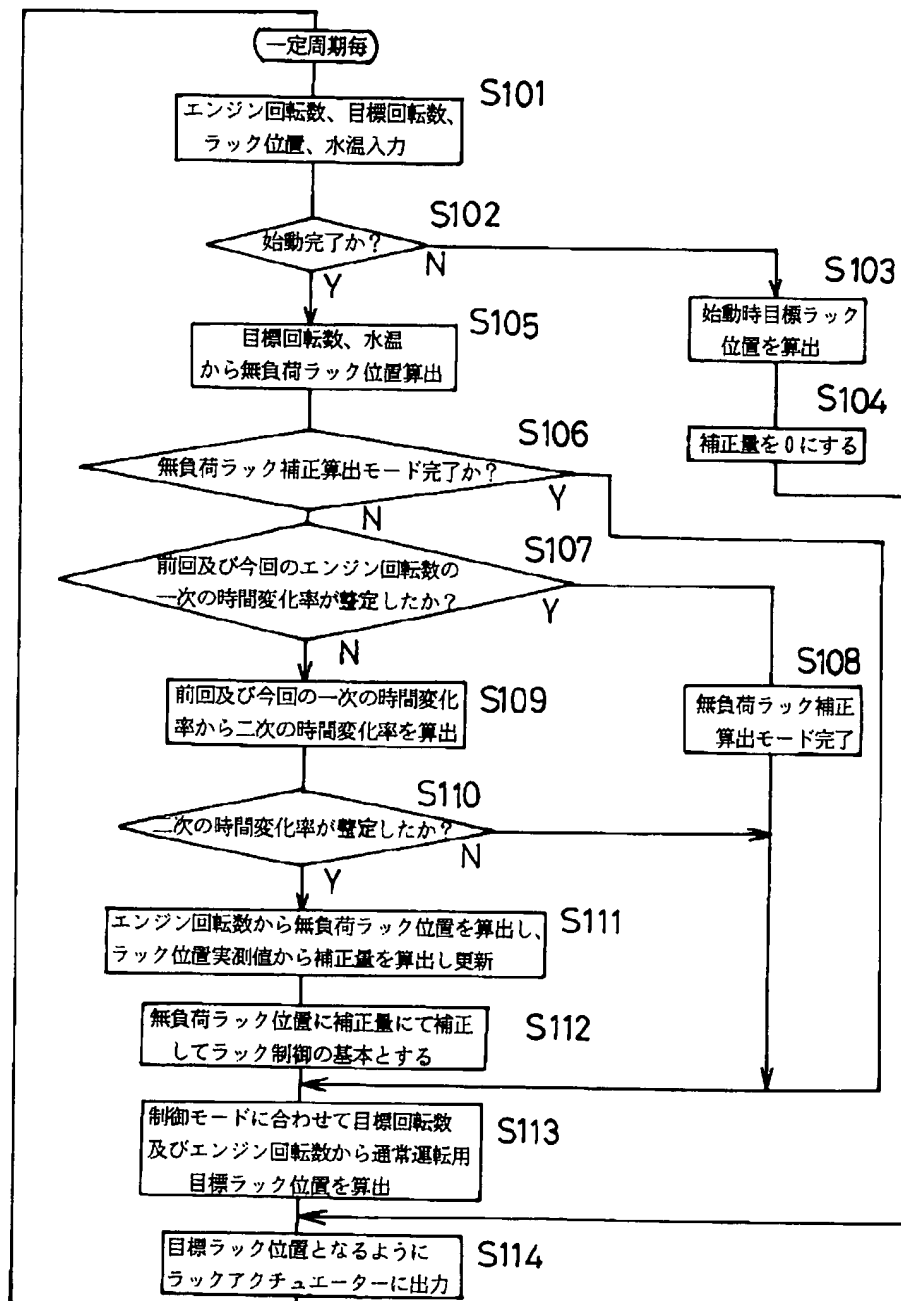 一定周期毎
S101
エンジン回転数、目標回転数、
ラック位置、水温入力
S102
始動完了か?
N
Y
S103
始動時目標ラック
位置を算出
S104
補正量を0にする
S105
目標回転数、水温
から無負荷ラック位置算出
S106
無負荷ラック補正算出モード完了か?
Y
N
S107
前回及び今回のエンジン回転数の
一次の時間変化率が整定したか?
Y
N
S108
無負荷ラック補正
算出モード完了
S109
前回及び今回の一次の時間変化
率から二次の時間変化率を算出
S110
二次の時間変化率が整定したか?
N
Y
S111
エンジン回転数から無負荷ラック位置を算出し、
ラック位置実測値から補正量を算出し更新
S112
無負荷ラック位置に補正量にて補正
してラック制御の基本とする
S113
制御モードに合わせて目標回転数
及びエンジン回転数から通常運転用
目標ラック位置を算出
S114
目標ラック位置となるように
ラックアクチュエーターに出力